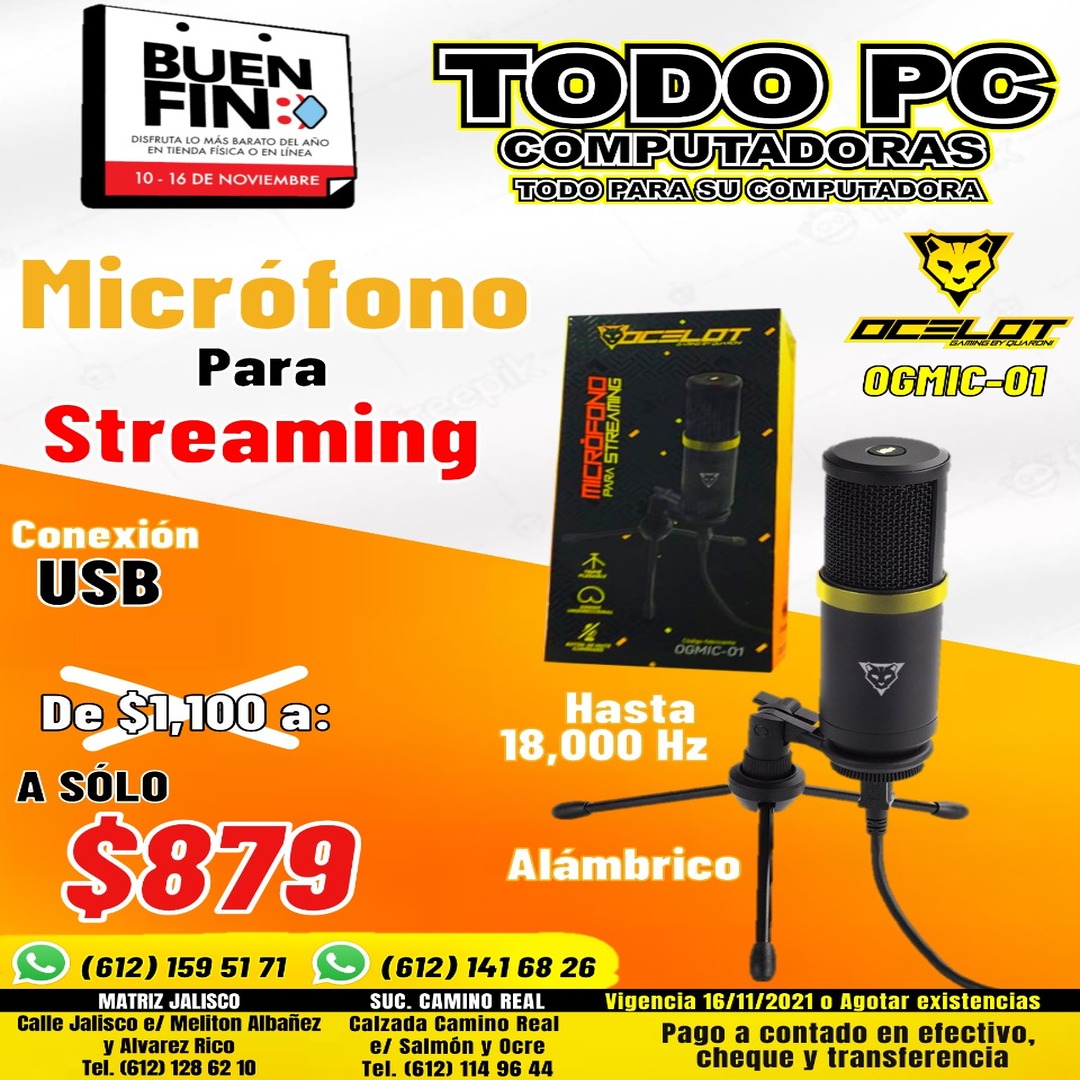 BUEN
FIN
DISFRUTA LO MÁS BARATO DEL AÑO
EN TIENDA FÍSICA O EN LÍNEA
10 - 16 DE NOVIEMBRE
TODO PC
COMPUTADORAS
TODO PARA SU COMPUTADORA
OCELOT
GAMING BY QUARONI
OGMIC-01
Micrófono
Para
Streaming
OCELOT
GAMING BY QUARONI
MICRÓFONO
PARA STREAMING
Código fabricante
OGMIC-01
Conexión
USB
De $1,100 a:
A SÓLO
$879
Hasta
18,000 Hz
Alámbrico
(612) 159 51 71
(612) 141 68 26
MATRIZ JALISCO
Calle Jalisco e/ Meliton Albañez
y Alvarez Rico
Tel. (612) 128 62 10
SUC. CAMINO REAL
Calzada Camino Real
e/ Salmón y Ocre
Tel. (612) 114 96 44
Vigencia 16/11/2021 o Agotar existencias
Pago a contado en efectivo,
cheque y transferencia